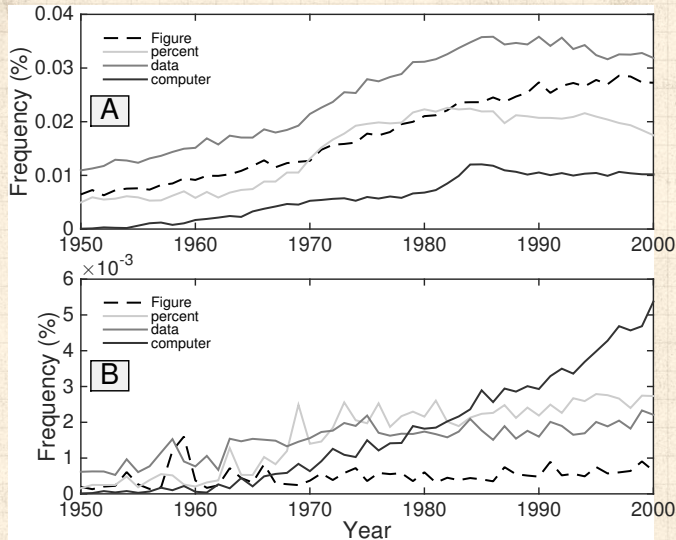 0.04
0.03
0.02
0.01
0
Frequency (%)
Figure
percent
data
computer
A
1950 1960 1970 1980 1990 2000
×10-3
6
5
4
3
2
1
0
Frequency (%)
Figure
percent
data
computer
B
1950 1960 1970 1980 1990 2000
Year